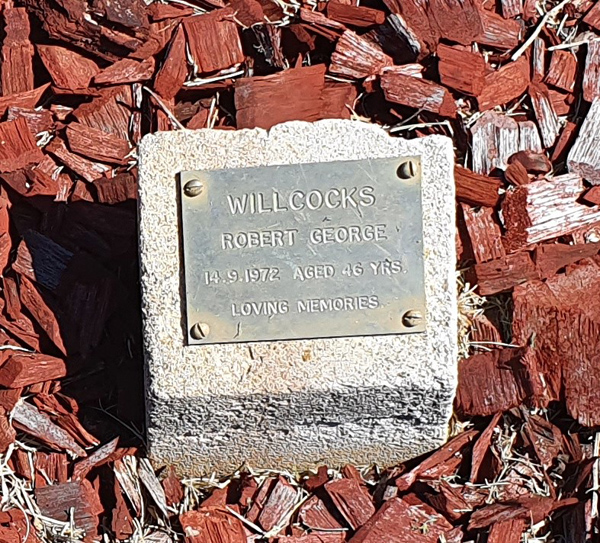 WILLCOCKS
ROBERT GEORGE
14.9.1972 AGED 46 YRS.
LOVING MEMORIES